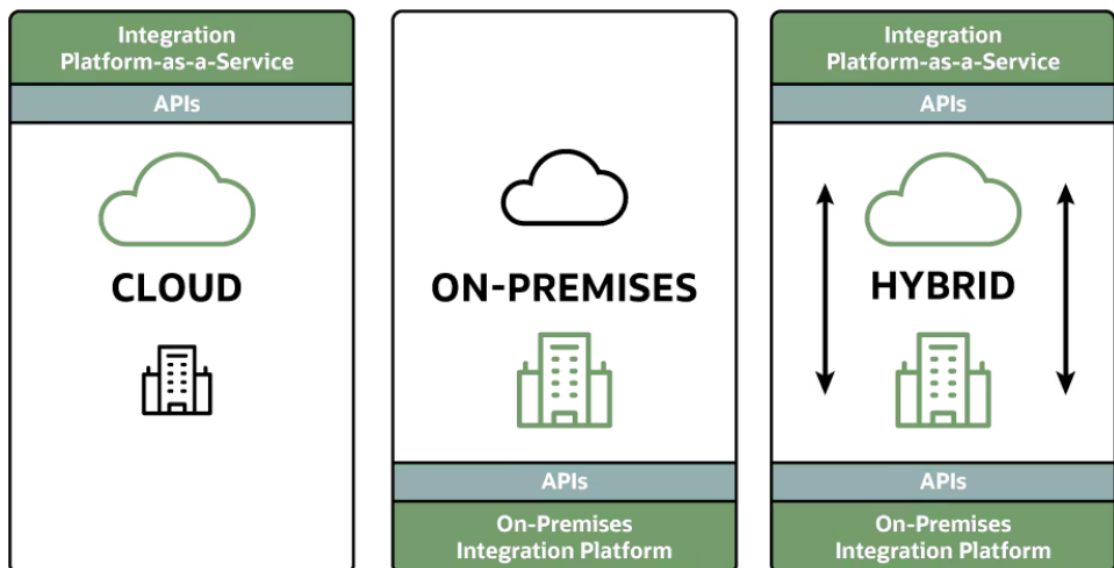 Integration
Platform-as-a-Service
APIs
CLOUD
ON-PREMISES
APIs
On-Premises
Integration Platform
Integration
Platform-as-a-Service
APIs
HYBRID
APIs
On-Premises
Integration Platform